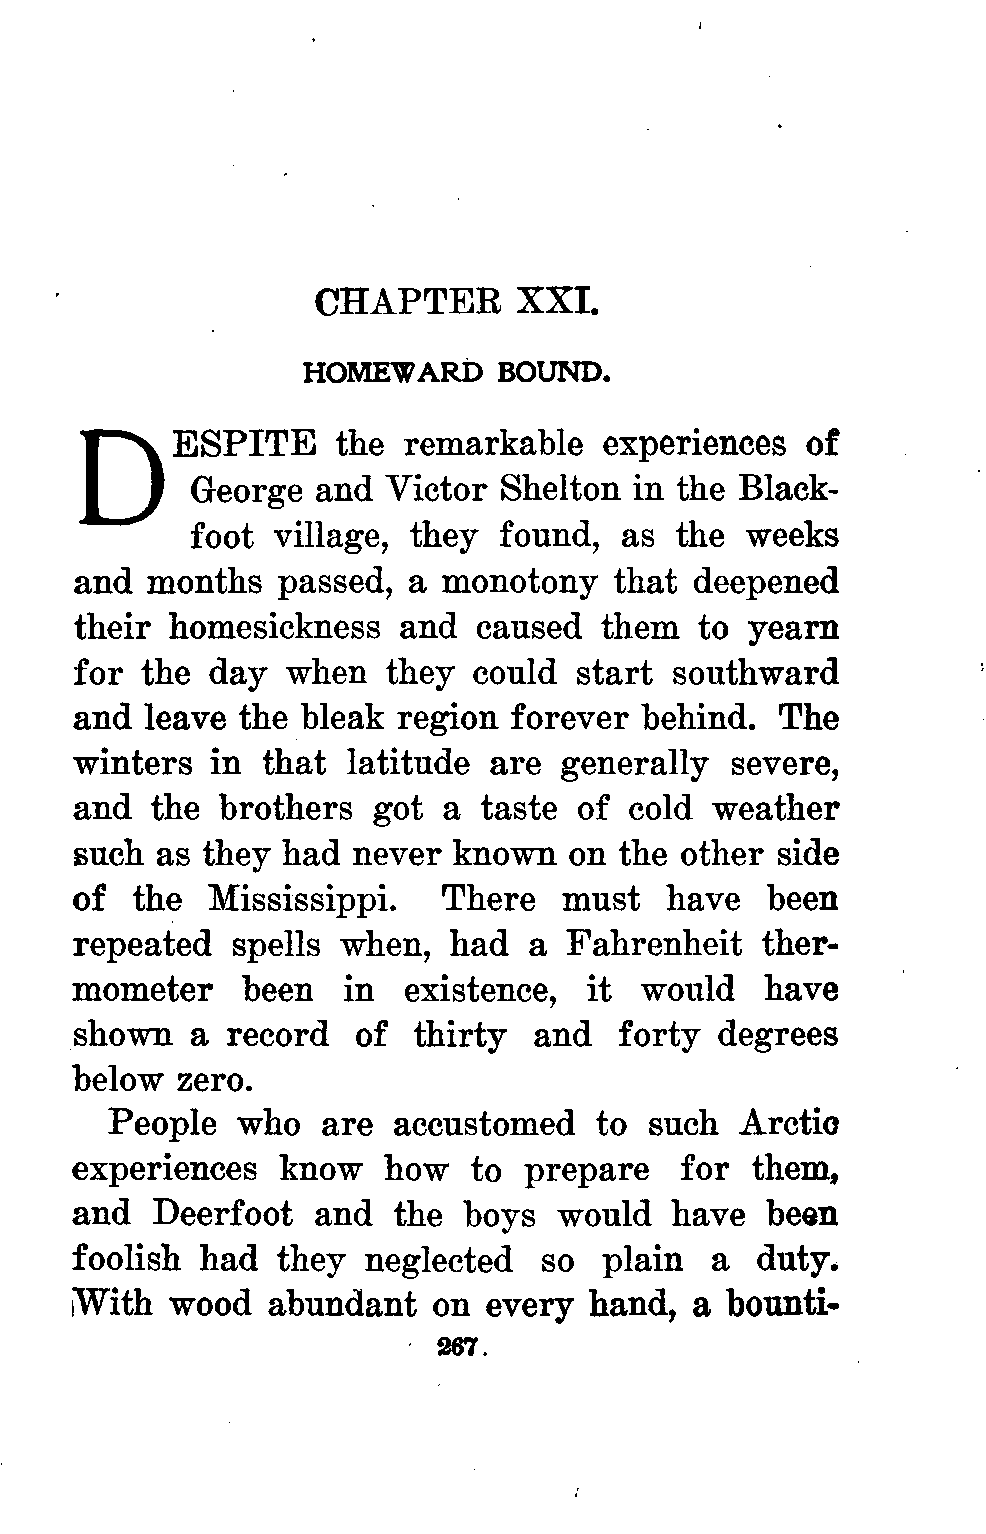 CHAPTER XXI.
HOMEWARD BOUND.
DESPITE the remarkable experiences of
George and Victor Shelton in the Black-
foot village, they found, as the weeks
and months passed, a monotony that deepened
their homesickness and caused them to yearn
for the day when they could start southward
and leave the bleak region forever behind. The
winters in that latitude are generally severe,
and the brothers got a taste of cold weather
such as they had never known on the other side
of the Mississippi. There must have been
repeated spells when, had a Fahrenheit ther-
mometer been in existence, it would have
shown a record of thirty and forty degrees
below zero.
People who are accustomed to such Arctic
experiences know how to prepare for them,
and Deerfoot and the boys would have been
foolish had they neglected so plain a duty.
With wood abundant on every hand, a bounti-
267.